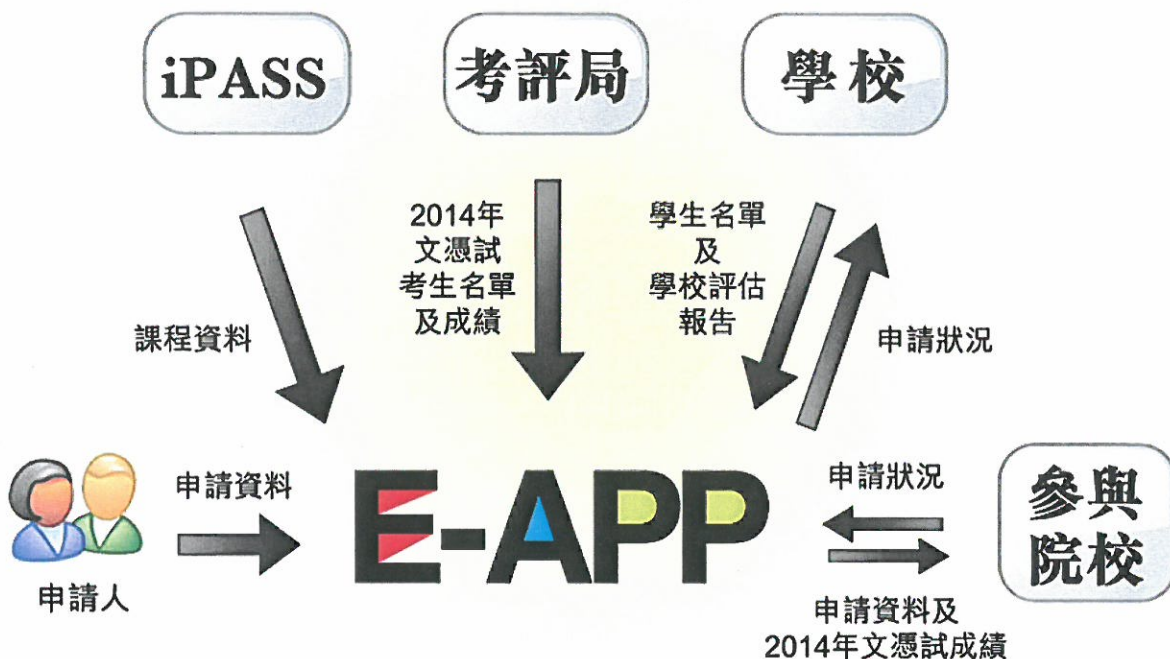 iPASS
考評局
學校
課程資料
2014年
文憑試
考生名單
及成績
學生名單
及
學校評估
報告
申請狀況
申請人
申請資料
E-APP
申請狀況
申請資料及
2014年文憑試成績
參與
院校